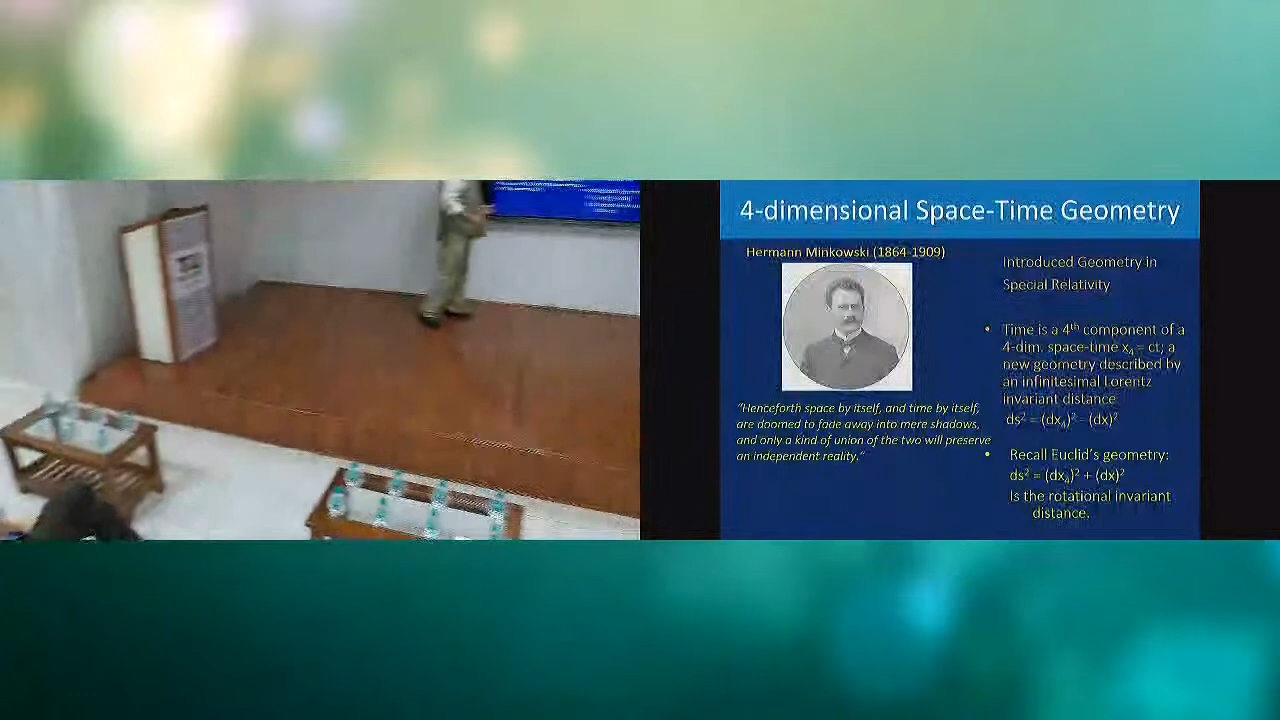 4-dimensional Space-Time Geometry
Hermann Minkowski (1864-1909)
"Henceforth space by itself, and time by itself,
are doomed to fade away into mere shadows,
and only a kind of union of the two will preserve
an independent reality."
Introduced Geometry in
Special Relativity
• Time is a 4th component of a
4-dim. space-time x₄ = ct; a
new geometry described by
an infinitesimal Lorentz
invariant distance
ds² = (dx₄)² - (dx)²
• Recall Euclid's geometry:
ds² = (dx₄)² + (dx)²
Is the rotational invariant
distance.